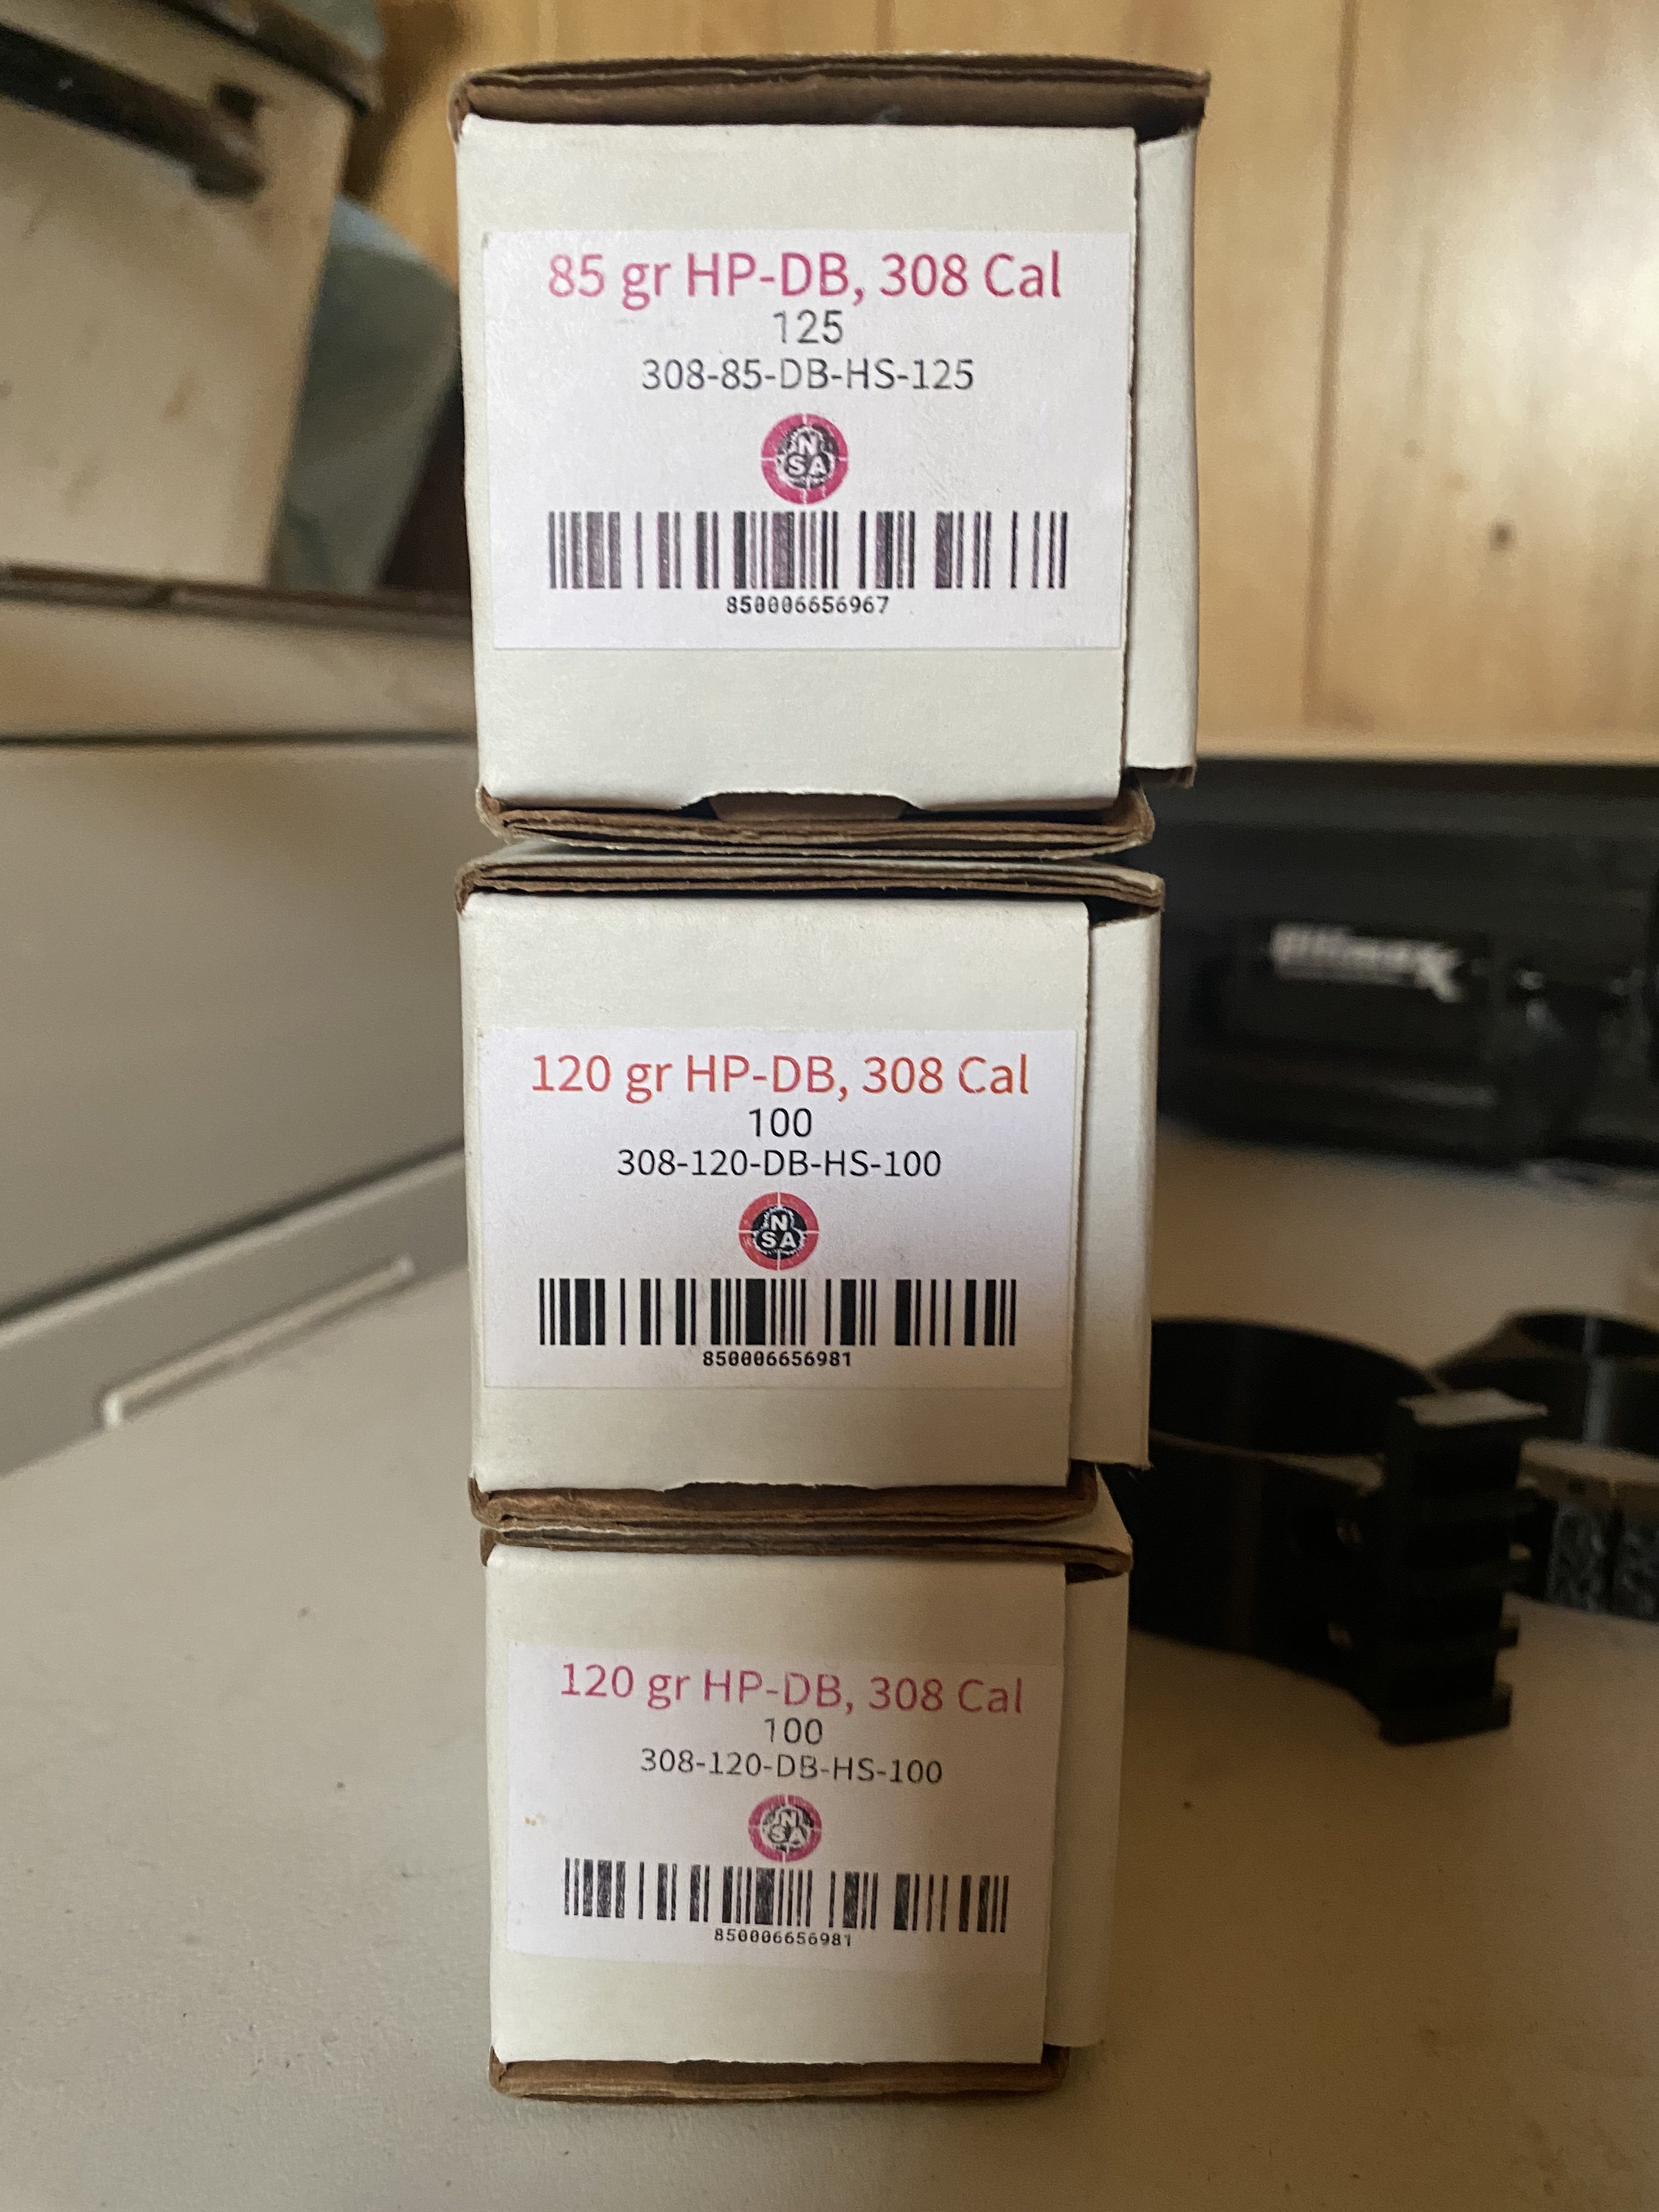 85 gr HP-DB, 308 Cal
125
308-85-DB-HS-125
N
SA
850006656967
120 gr HP-DB, 308 Cal
100
308-120-DB-HS-100
N
SA
850006656981
120 gr HP-DB, 308 Cal
100
308-120-DB-HS-100
N
SA
850006656981